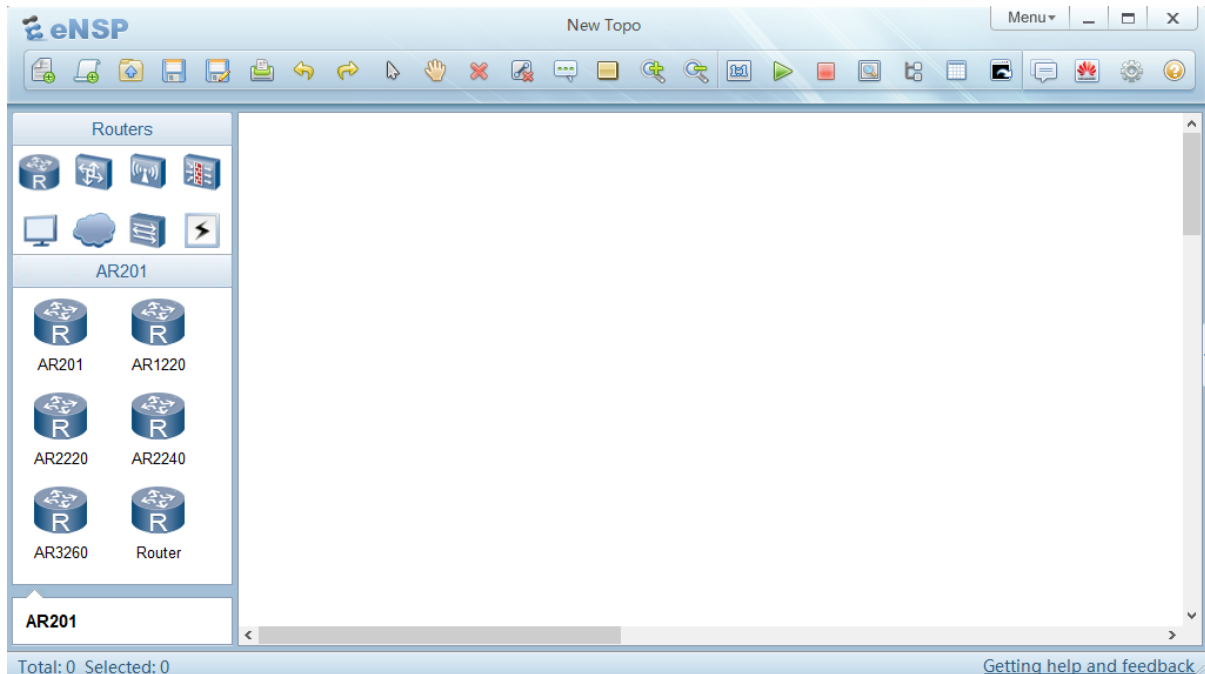 eNSP
New Topo
Menu
Routers
R
AR201
R R
AR201 AR1220
R R
AR2220 AR2240
R R
AR3260 Router
AR201
Total: 0 Selected: 0
Getting help and feedback